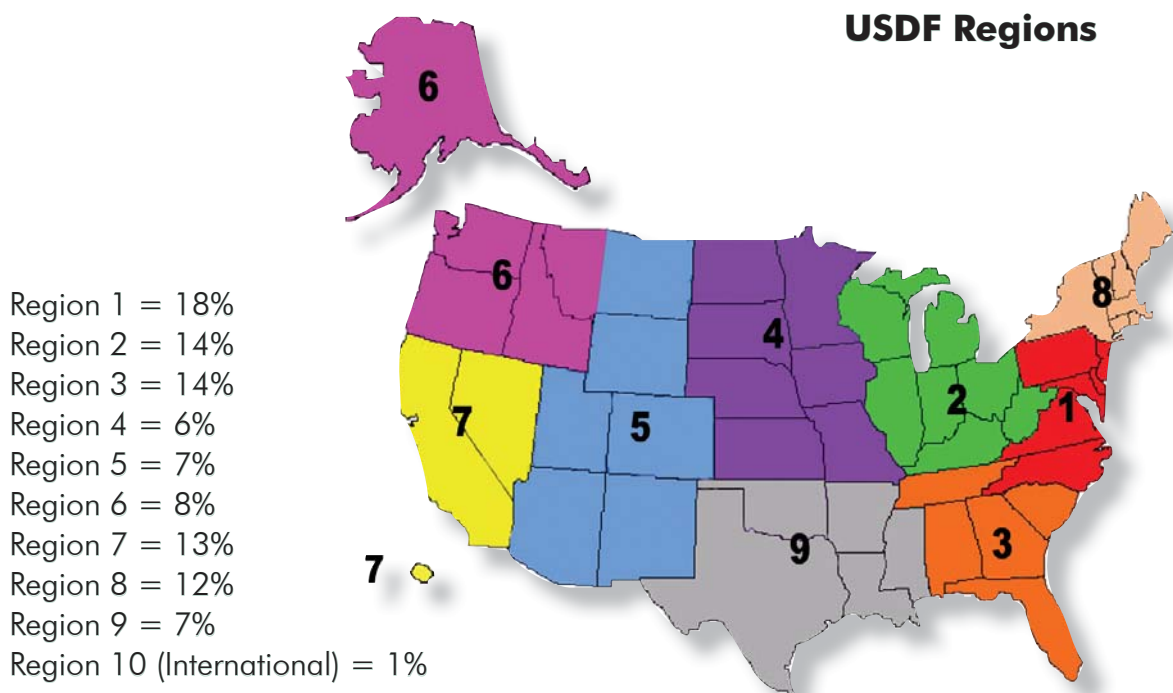 USDF Regions
6
6
8
4
7
5
2
1
9
3
7
Region 1 = 18%
Region 2 = 14%
Region 3 = 14%
Region 4 = 6%
Region 5 = 7%
Region 6 = 8%
Region 7 = 13%
Region 8 = 12%
Region 9 = 7%
Region 10 (International) = 1%